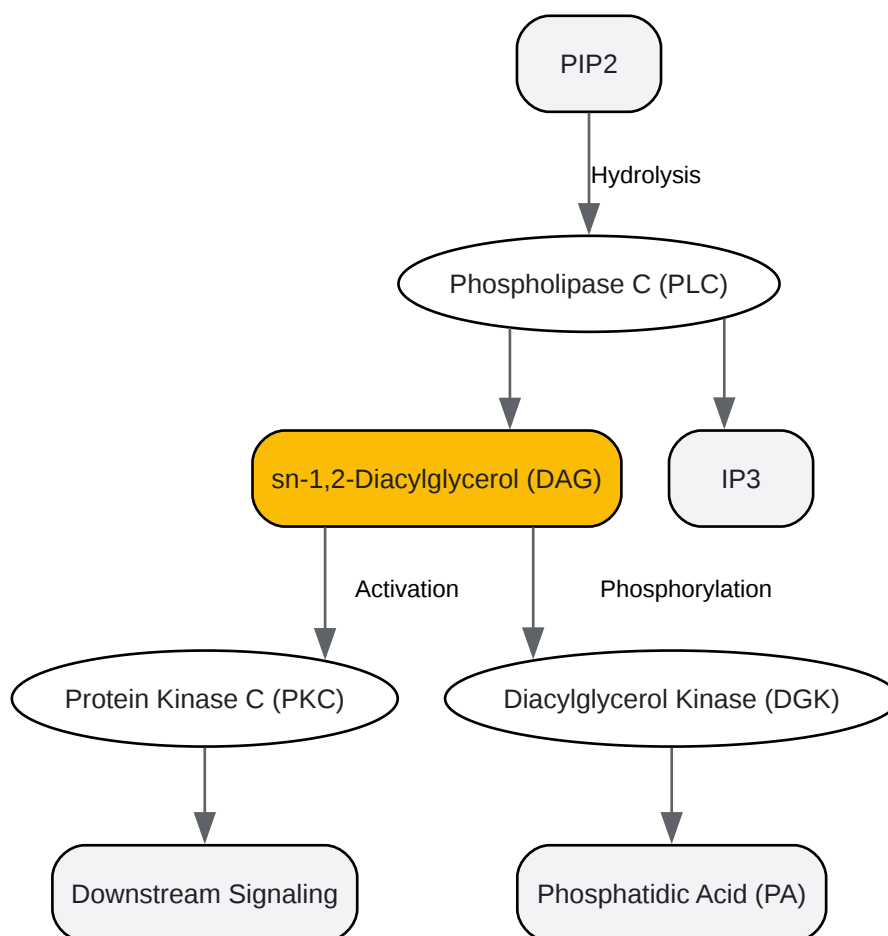 PIP2
Hydrolysis
Phospholipase C (PLC)
sn-1,2-Diacylglycerol (DAG)
IP3
Activation
Phosphorylation
Protein Kinase C (PKC)
Diacylglycerol Kinase (DGK)
Downstream Signaling
Phosphatidic Acid (PA)